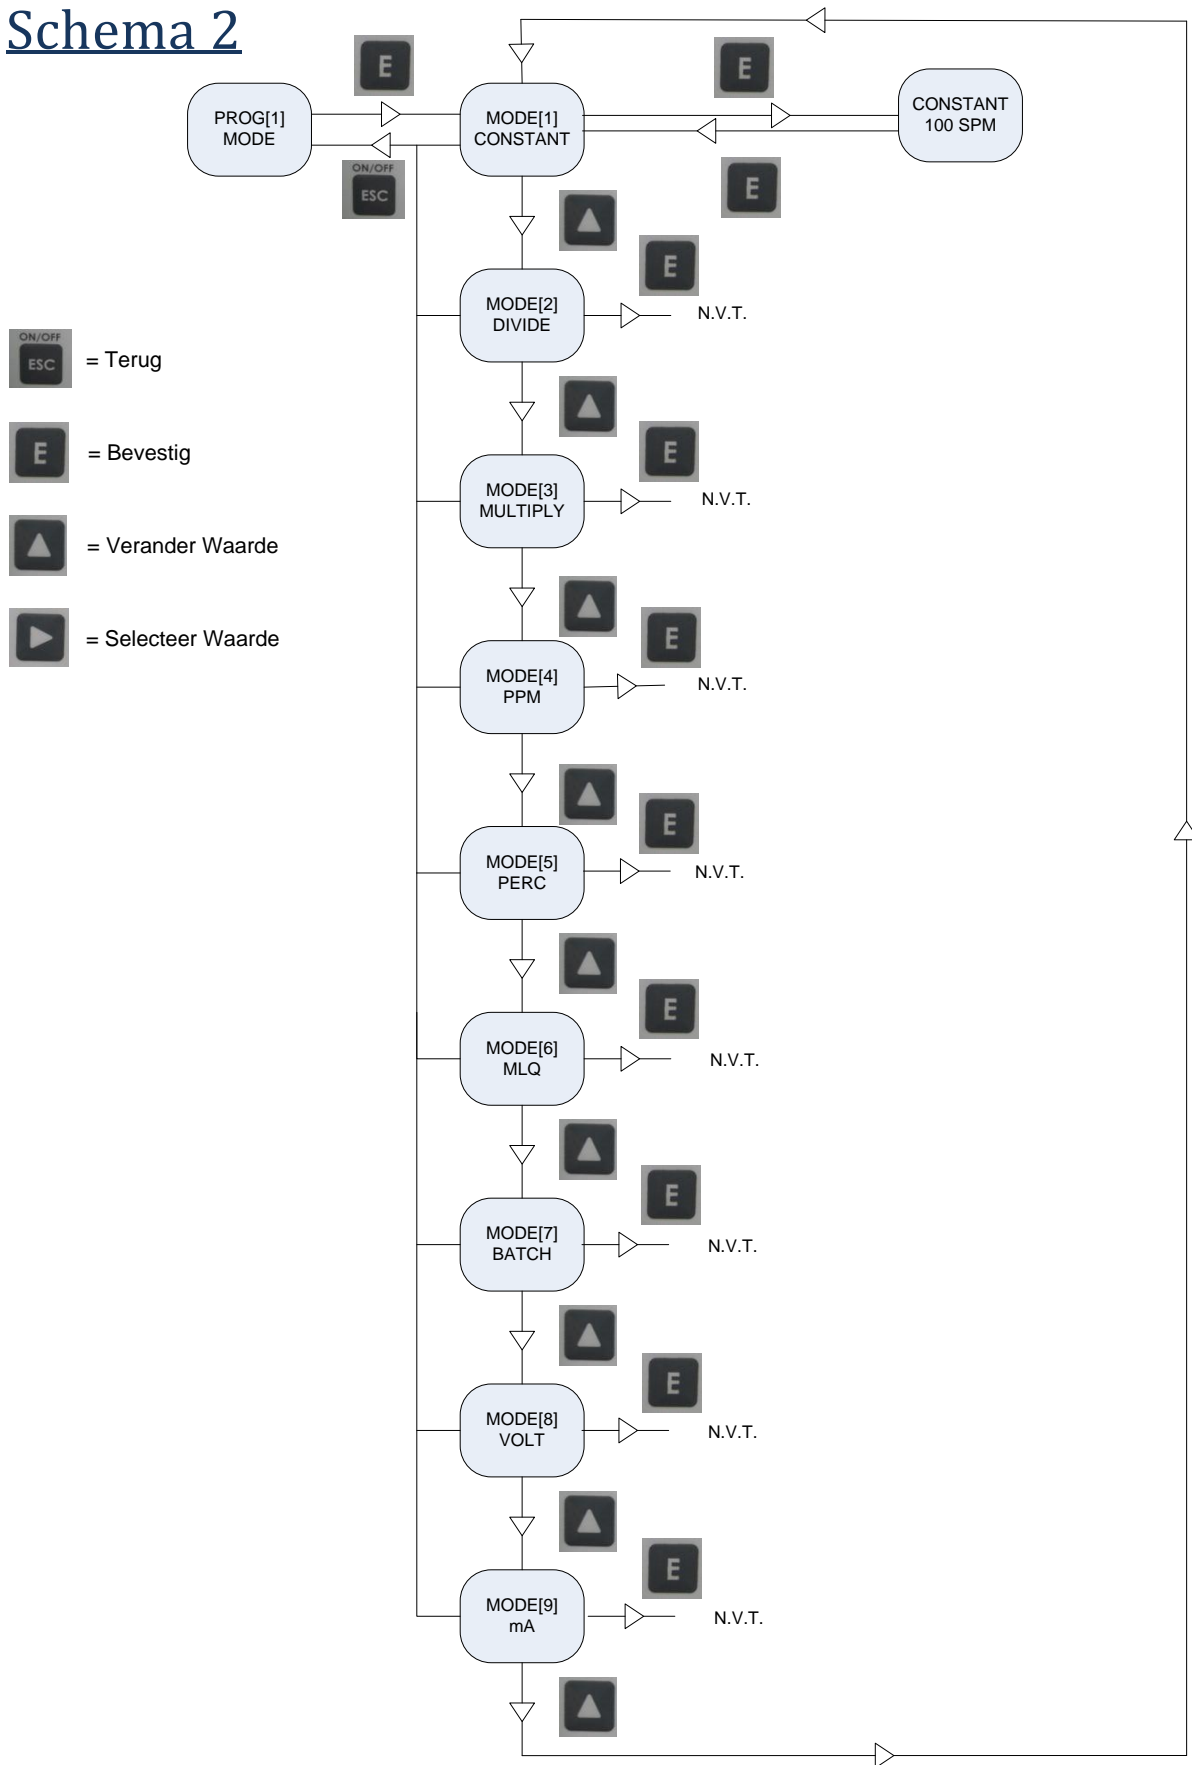 Schema 2
E
E
PROG[1]
MODE
MODE[1]
CONSTANT
CONSTANT
100 SPM
ON/OFF
ESC
E
E
MODE[2]
DIVIDE
N.V.T.
ON/OFF
ESC
= Terug
E
MODE[3]
MULTIPLY
N.V.T.
E
= Bevestig
= Verander Waarde
= Selecteer Waarde
E
MODE[4]
PPM
N.V.T.
E
MODE[5]
PERC
N.V.T.
E
MODE[6]
MLQ
N.V.T.
E
MODE[7]
BATCH
N.V.T.
E
MODE[8]
VOLT
N.V.T.
E
MODE[9]
mA
N.V.T.